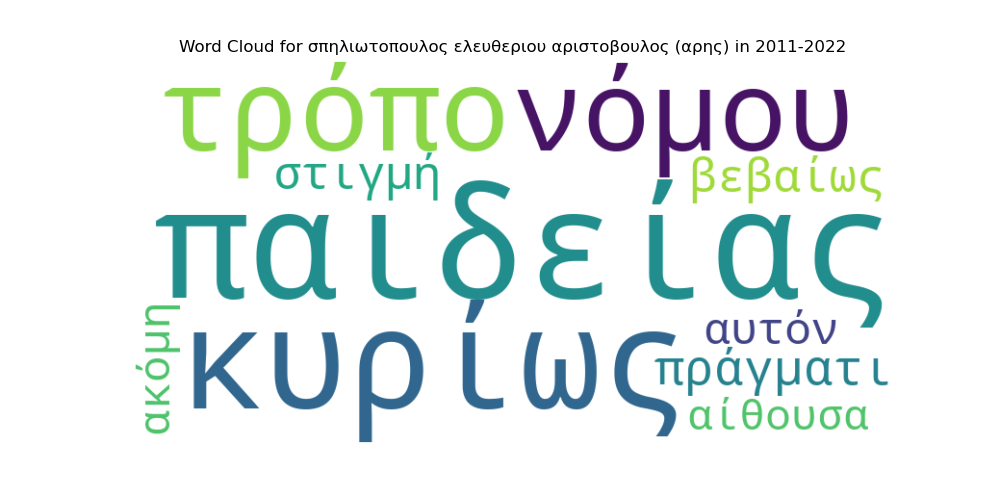 Word Cloud for σπηλιωτοπουλος ελευθεριου αριστοβουλος (αρης) in 2011-2022
τρόπο νόμου
στιγμή βεβαίως
παιδείας
ακόμη κυρίως αυτόν
πράγματι
αίθουσα